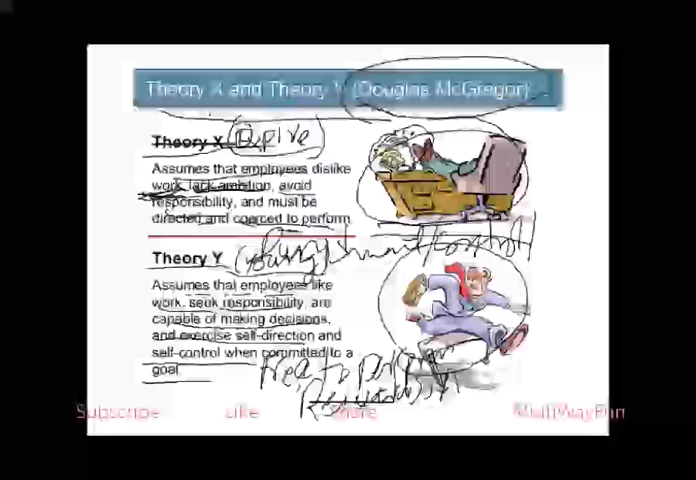 Theory X and Theory Y (Douglas McGregor)
Theory X
Assumes that employees dislike
work, lack ambition, avoid
responsibility, and must be
directed and coerced to perform
control
Theory Y
Assumes that employees like
work, seek responsibility, are
capable of making decisions,
and exercise self-direction and
self-control when committed to a
goal
Subscribe Like Share